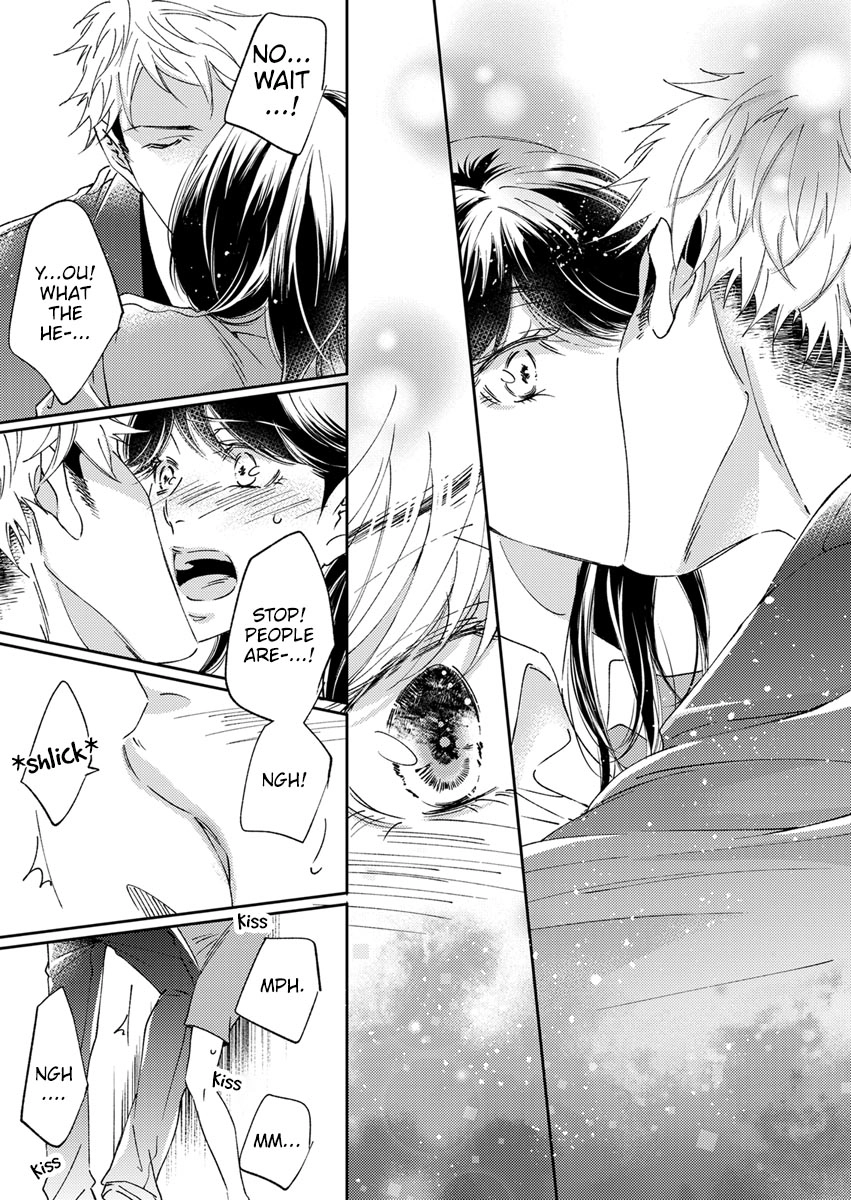 NO...
WAIT
...!
Y...OU!
WHAT
THE
HE-...
STOP!
PEOPLE
ARE-...!
*shlick*
NGH!
Kiss
MPH.
NGH
....
Kiss
MM...
Kiss